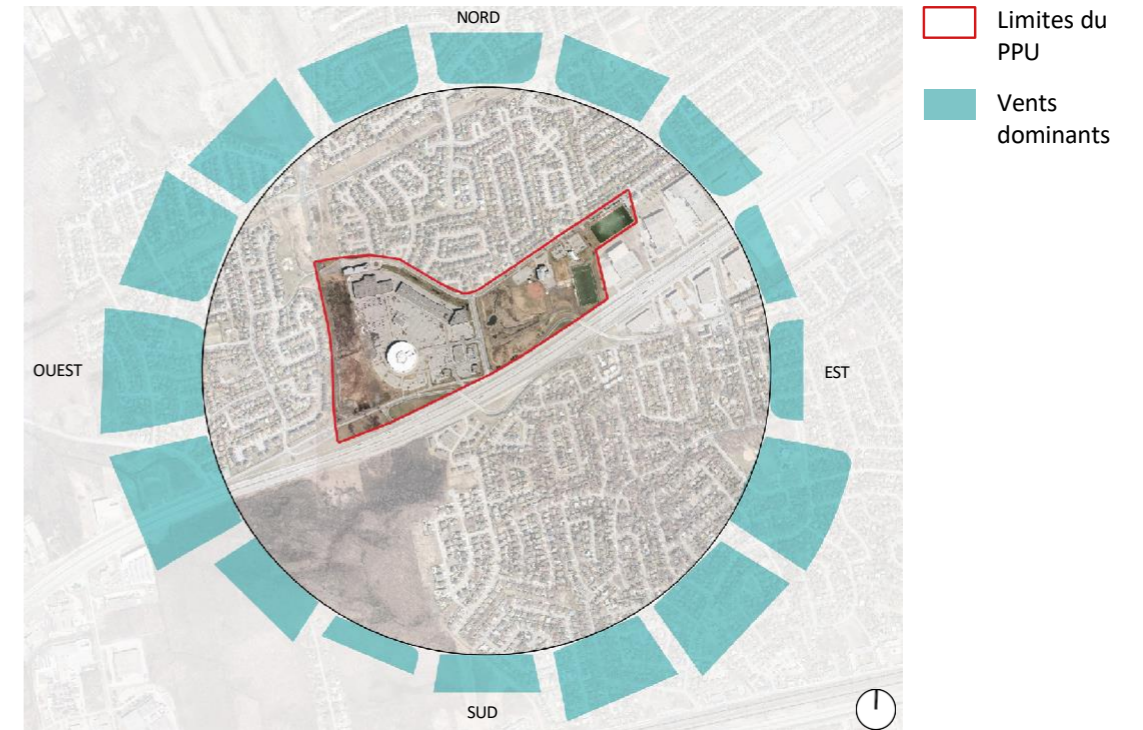 NORD
Limites du
PPU
Vents
dominants
OUEST
EST
SUD